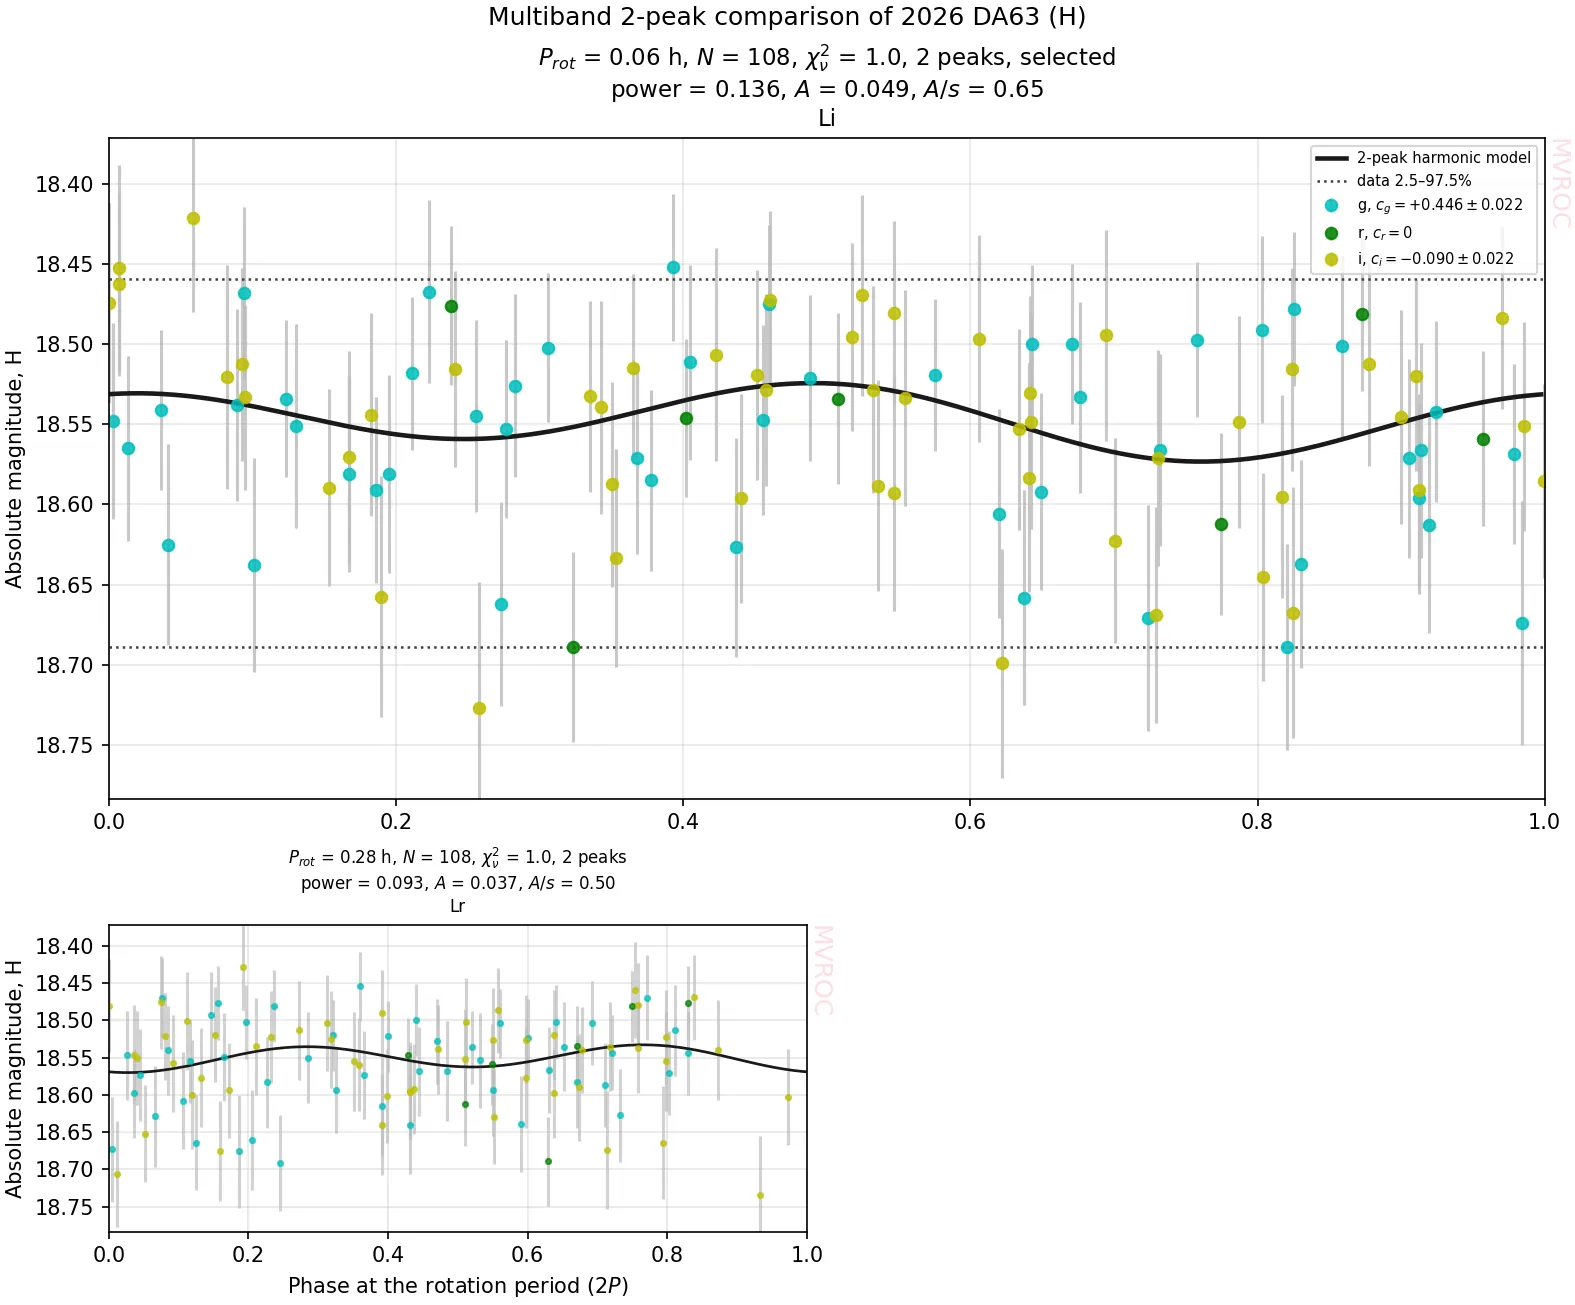 Multiband 2-peak comparison of 2026 DA63 (H)
P_rot = 0.06 h, N = 108, χ²_ν = 1.0, 2 peaks, selected
power = 0.136, A = 0.049, A/s = 0.65
Li
MVROC
2-peak harmonic model
data 2.5–97.5%
g, c_g = +0.446 ± 0.022
r, c_r = 0
i, c_i = −0.090 ± 0.022
Absolute magnitude, H
18.40
18.45
18.50
18.55
18.60
18.65
18.70
18.75
0.0 0.2 0.4 0.6 0.8 1.0
P_rot = 0.28 h, N = 108, χ²_ν = 1.0, 2 peaks
power = 0.093, A = 0.037, A/s = 0.50
Lr
MVROC
Absolute magnitude, H
18.40
18.45
18.50
18.55
18.60
18.65
18.70
18.75
0.0 0.2 0.4 0.6 0.8 1.0
Phase at the rotation period (2P)